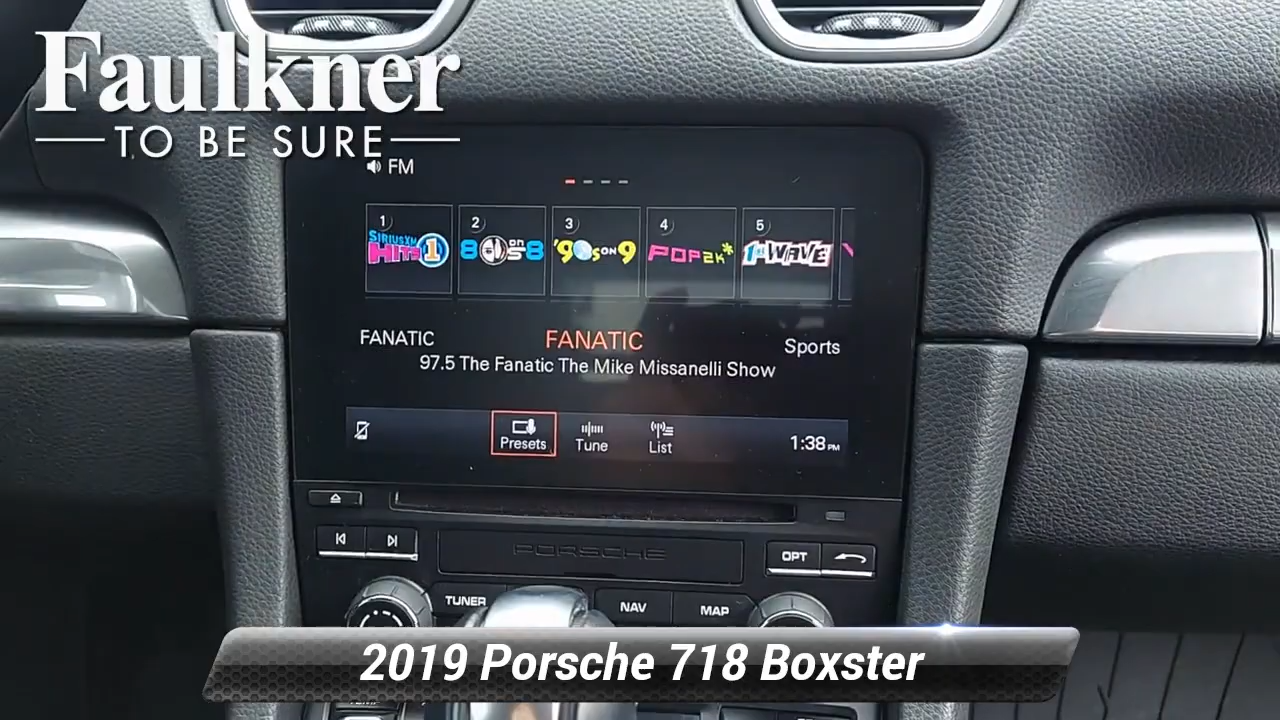 Faulkner
TO BE SURE
FM
1 2 3 4 5
SIRIUSXM HITS 1 80s on 8 '90s ON 9 POP2K* 1st WAVE
FANATIC FANATIC Sports
97.5 The Fanatic The Mike Missanelli Show
Presets Tune List 1:38 PM
PORSCHE OPT
TUNER NAV MAP
2019 Porsche 718 Boxster